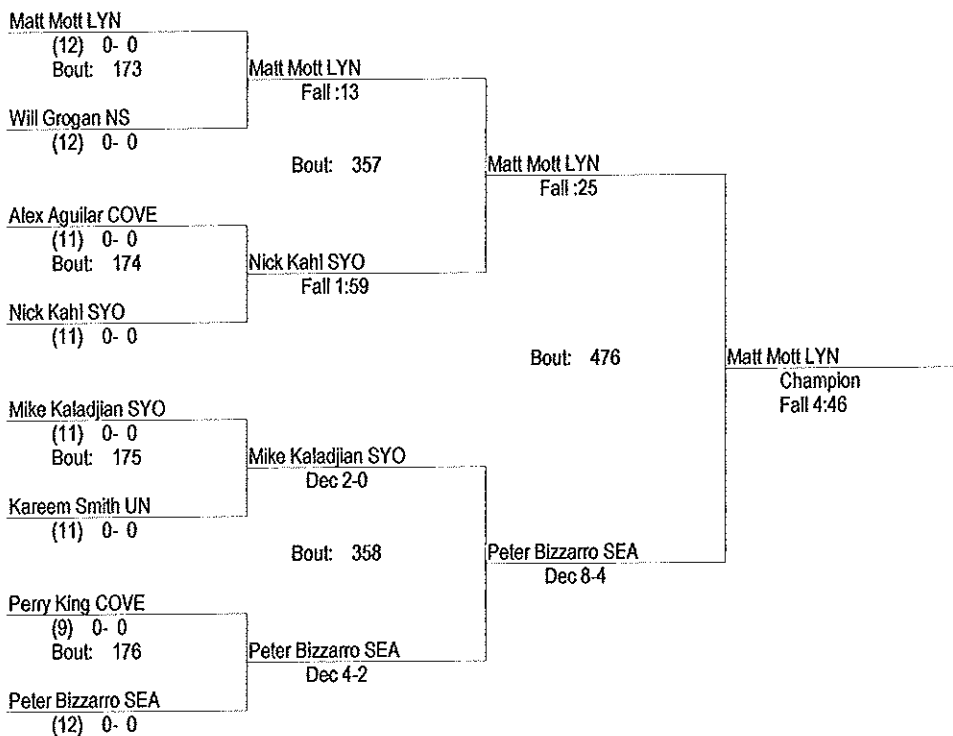 Matt Mott LYN
(12) 0- 0
Bout: 173
Will Grogan NS
(12) 0- 0
Alex Aguilar COVE
(11) 0- 0
Bout: 174
Nick Kahl SYO
(11) 0- 0
Mike Kaladjian SYO
(11) 0- 0
Bout: 175
Kareem Smith UN
(11) 0- 0
Perry King COVE
(9) 0- 0
Bout: 176
Peter Bizzarro SEA
(12) 0- 0
Matt Mott LYN
Fall :13
Bout: 357
Nick Kahl SYO
Fall 1:59
Mike Kaladjian SYO
Dec 2-0
Bout: 358
Peter Bizzarro SEA
Dec 4-2
Matt Mott LYN
Fall :25
Bout: 476
Peter Bizzarro SEA
Dec 8-4
Matt Mott LYN
Champion
Fall 4:46